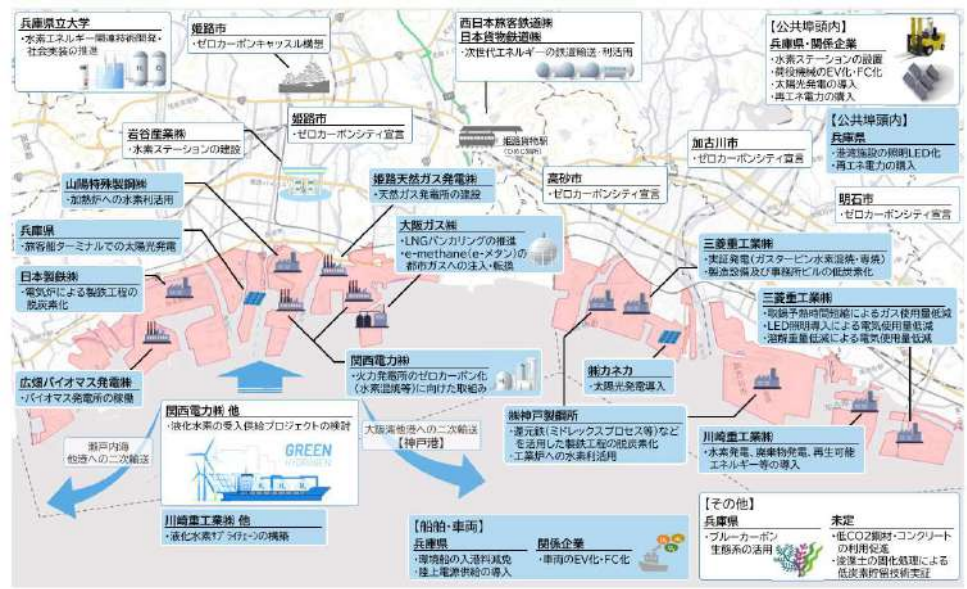 兵庫県立大学
・水素エネルギー関連技術開発・
社会実装の推進
姫路市
・ゼロカーボンキャッスル構想
西日本旅客鉄道㈱
日本貨物鉄道㈱
・次世代エネルギーの鉄道輸送・利活用
【公共埠頭内】
兵庫県・関係企業
・水素ステーションの設置
・荷役機械のEV化・FC化
・太陽光発電の導入
・再エネ電力の購入
岩谷産業㈱
・水素ステーションの建設
姫路市
・ゼロカーボンシティ宣言
姫路貨物駅
加古川市
・ゼロカーボンシティ宣言
【公共埠頭内】
兵庫県
・港湾施設の照明LED化
・再エネ電力の購入
山陽特殊製鋼㈱
・加熱炉への水素利活用
姫路天然ガス発電㈱
・天然ガス発電所の建設
高砂市
・ゼロカーボンシティ宣言
明石市
・ゼロカーボンシティ宣言
兵庫県
・旅客船ターミナルでの太陽光発電
大阪ガス㈱
・LNGバンカリングの推進
・e-methane(e-メタン)の
都市ガスへの注入・転換
三菱重工業㈱
・実証発電(ガスタービン水素混焼・専焼)
・製造設備及び事務所ビルの低炭素化
日本製鉄㈱
・電気炉による製鉄工程の
脱炭素化
三菱重工業㈱
・取鍋予熱時間短縮によるガス使用量低減
・LED照明導入による電気使用量低減
・溶解重量低減による電気使用量低減
広畑バイオマス発電㈱
・バイオマス発電所の稼働
関西電力㈱
・火力発電所のゼロカーボン化
(水素混焼等)に向けた取組み
㈱カネカ
・太陽光発電導入
関西電力㈱ 他
・液化水素の受入供給プロジェクトの検討
GREEN
HYDROGEN
瀬戸内海
他港への二次輸送
大阪湾他港への二次輸送
【神戸港】
㈱神戸製鋼所
・還元鉄(ミドレックスプロセス等)など
を活用した製鉄工程の脱炭素化
・工業炉への水素利活用
川崎重工業㈱
・水素発電、廃棄物発電、再生可能
エネルギー等の導入
川崎重工業㈱ 他
・液化水素サプライチェーンの構築
【船舶・車両】
兵庫県
・環境船の入港料減免
・陸上電源供給の導入
関係企業
・車両のEV化・FC化
【その他】
兵庫県
・ブルーカーボン
生態系の活用
未定
・低CO2鋼材・コンクリート
の利用促進
・浚渫土の固化処理による
低炭素貯留技術実証